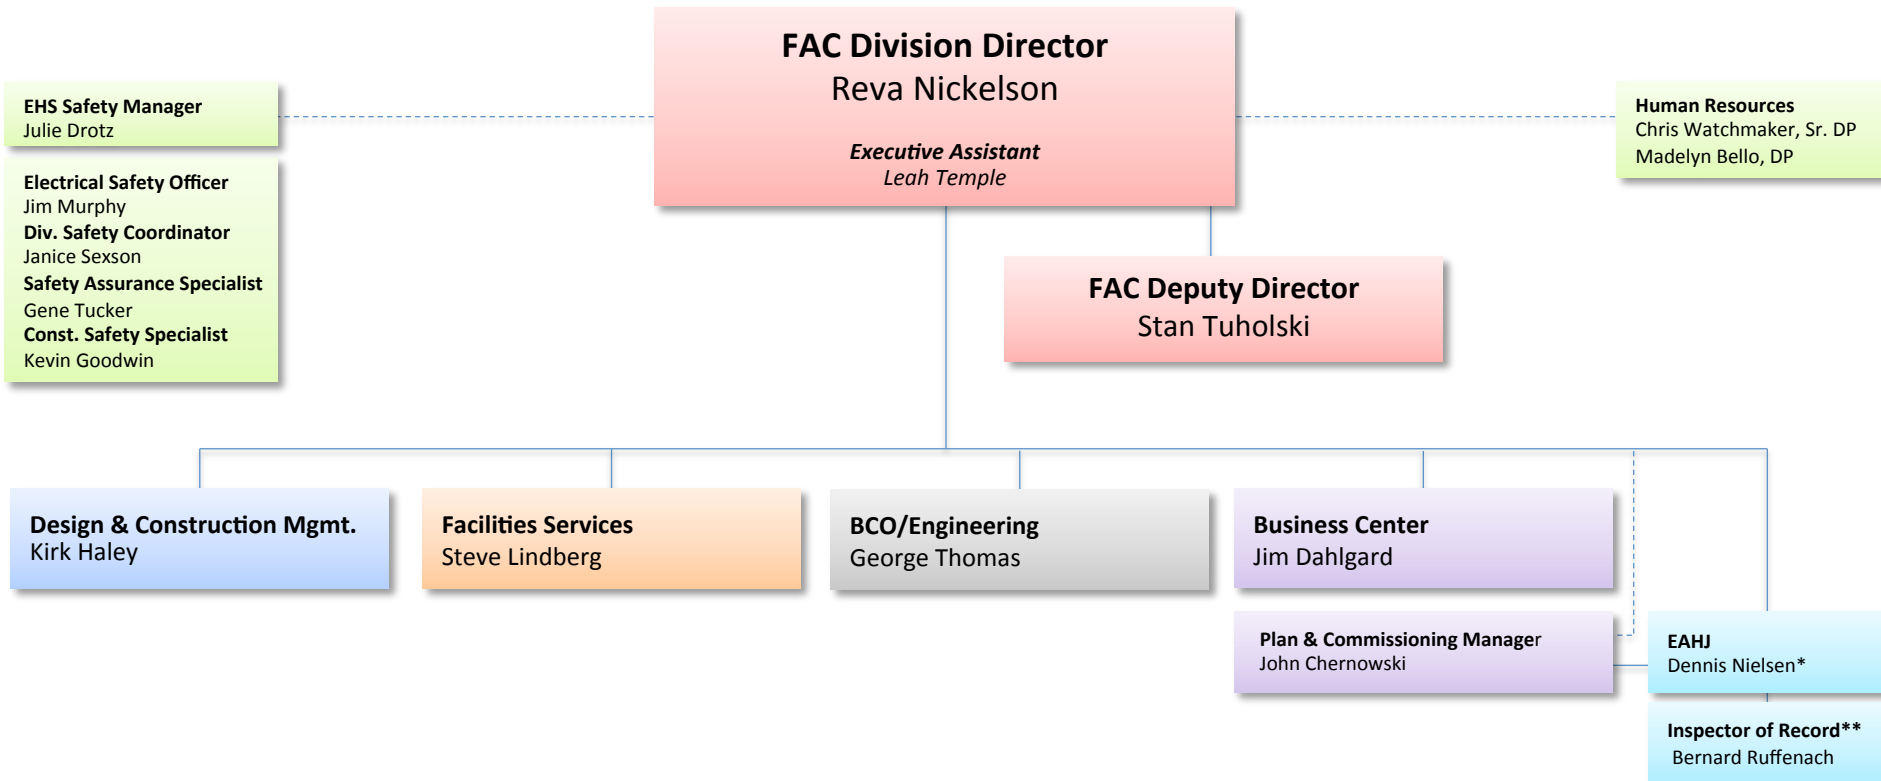 FAC Division Director
Reva Nickelson
Executive Assistant
Leah Temple
EHS Safety Manager
Julie Drotz
Human Resources
Chris Watchmaker, Sr. DP
Madelyn Bello, DP
Electrical Safety Officer
Jim Murphy
Div. Safety Coordinator
Janice Sexson
Safety Assurance Specialist
Gene Tucker
Const. Safety Specialist
Kevin Goodwin
FAC Deputy Director
Stan Tuholski
Design & Construction Mgmt.
Kirk Haley
Facilities Services
Steve Lindberg
BCO/Engineering
George Thomas
Business Center
Jim Dahlgard
Plan & Commissioning Manager
John Chernowski
EAHJ
Dennis Nielsen*
Inspector of Record**
Bernard Ruffenach